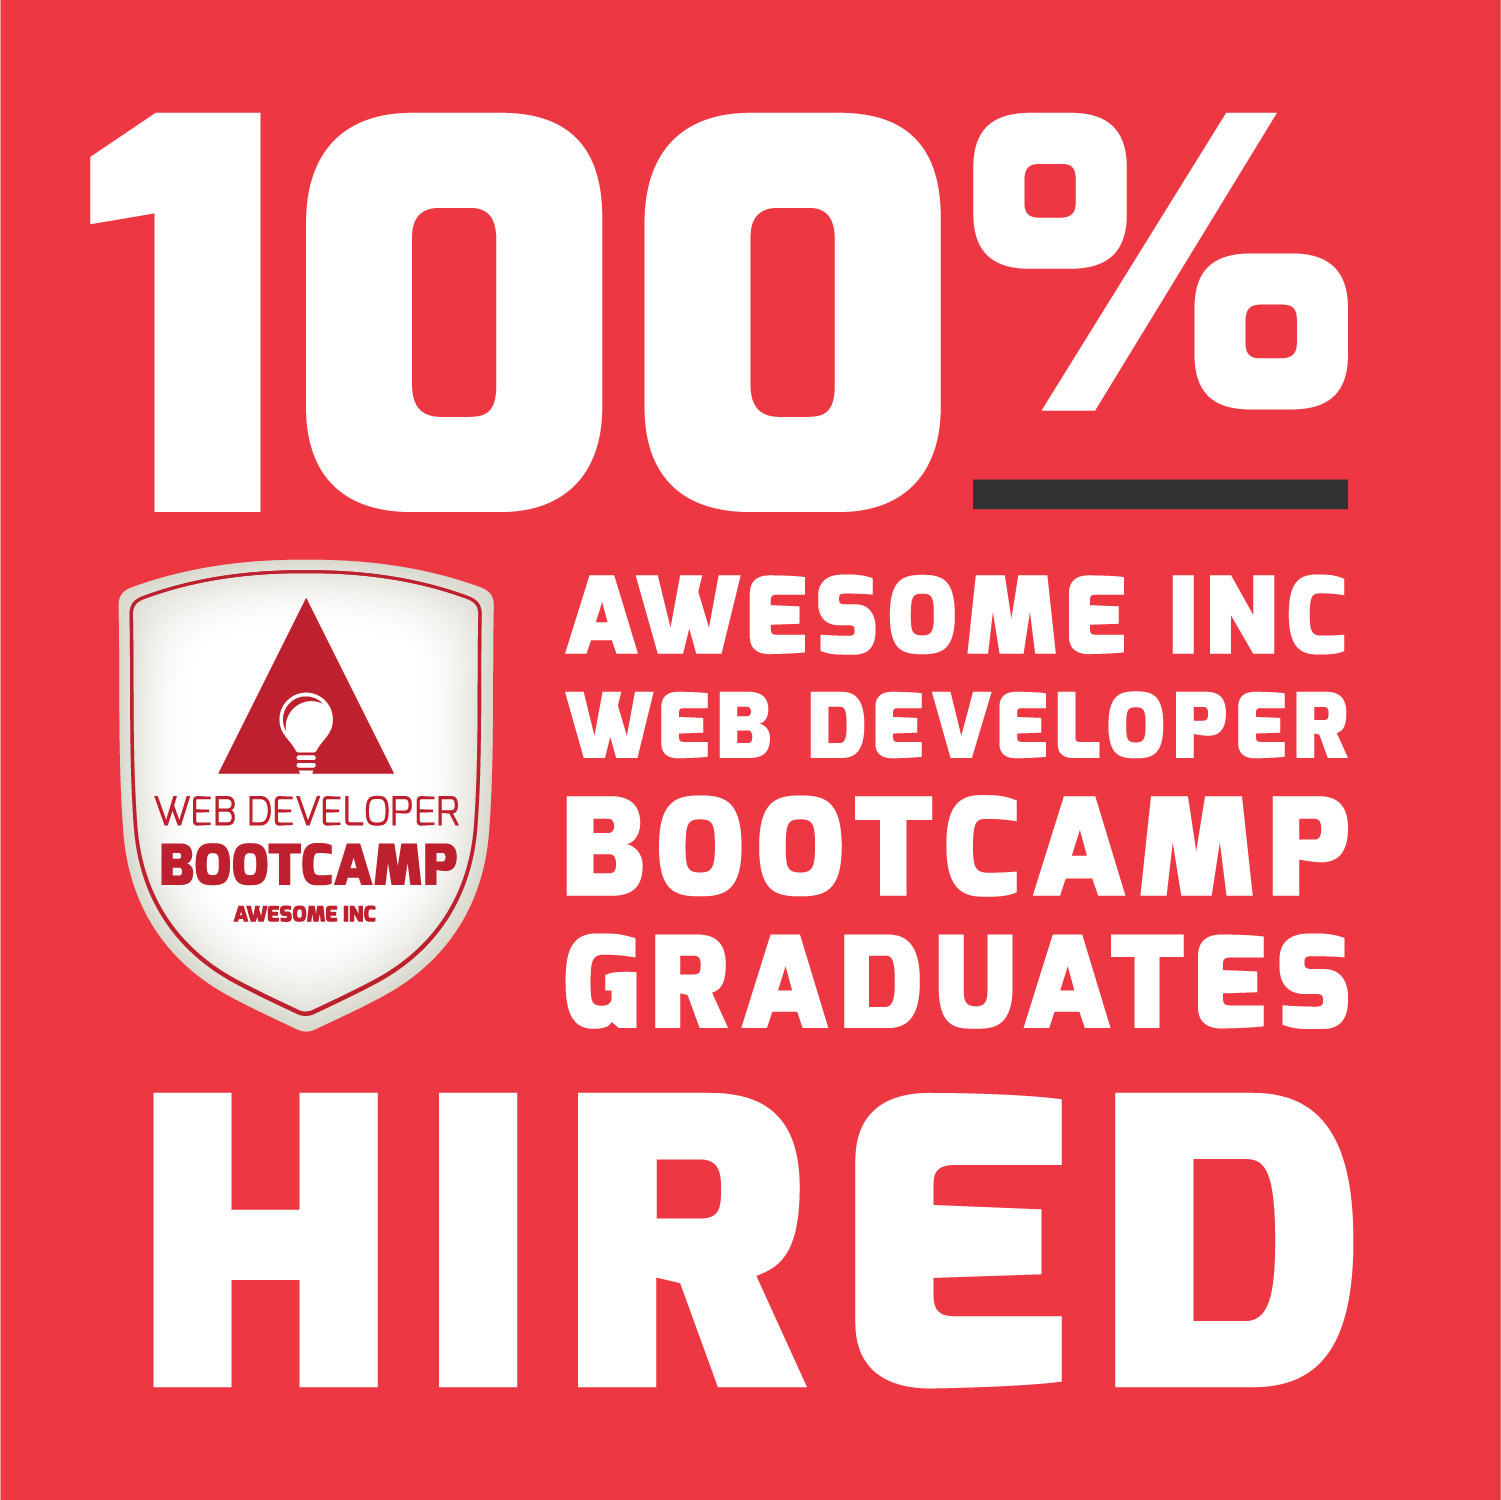 100%
WEB DEVELOPER
BOOTCAMP
AWESOME INC
AWESOME INC
WEB DEVELOPER
BOOTCAMP
GRADUATES
HIRED